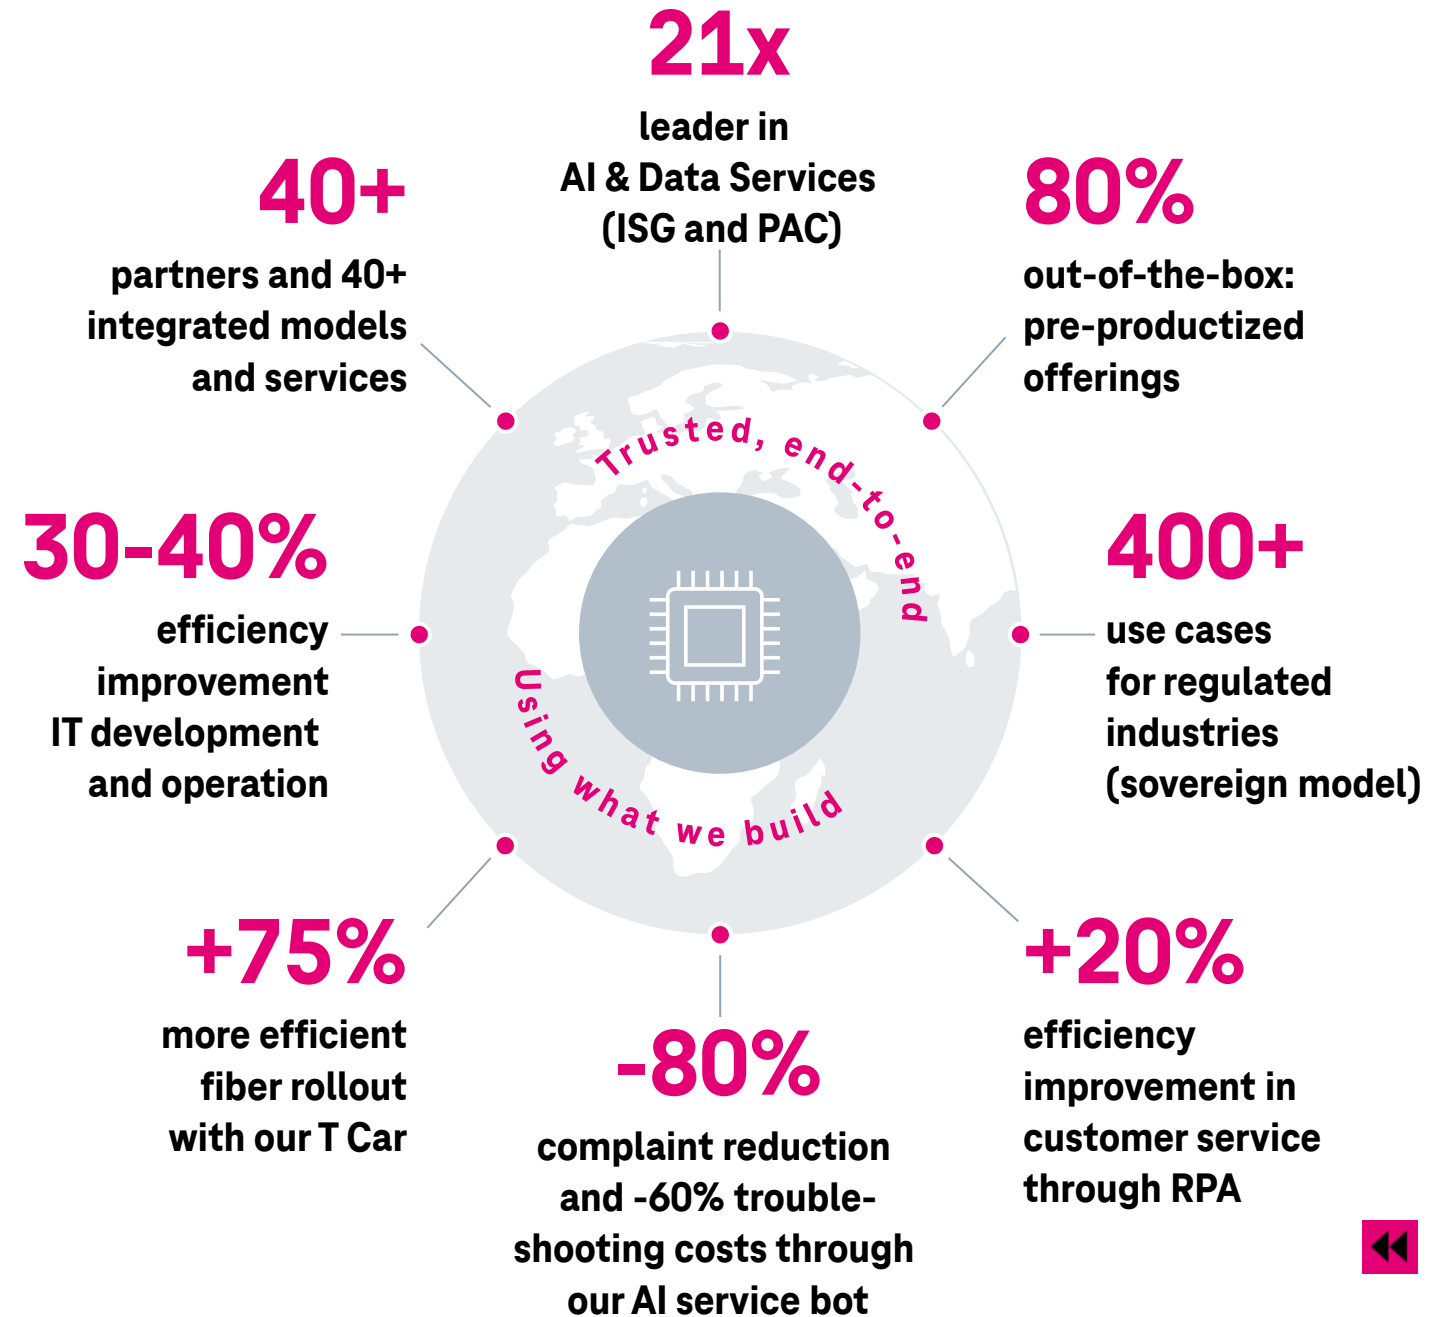 21x
leader in
AI & Data Services
(ISG and PAC)
40+
partners and 40+
integrated models
and services
80%
out-of-the-box:
pre-productized
offerings
Trusted, end-to-end
30-40%
efficiency
improvement
IT development
and operation
400+
use cases
for regulated
industries
(sovereign model)
Using what we build
+75%
more efficient
fiber rollout
with our T Car
-80%
complaint reduction
and -60% trouble-
shooting costs through
our AI service bot
+20%
efficiency
improvement in
customer service
through RPA